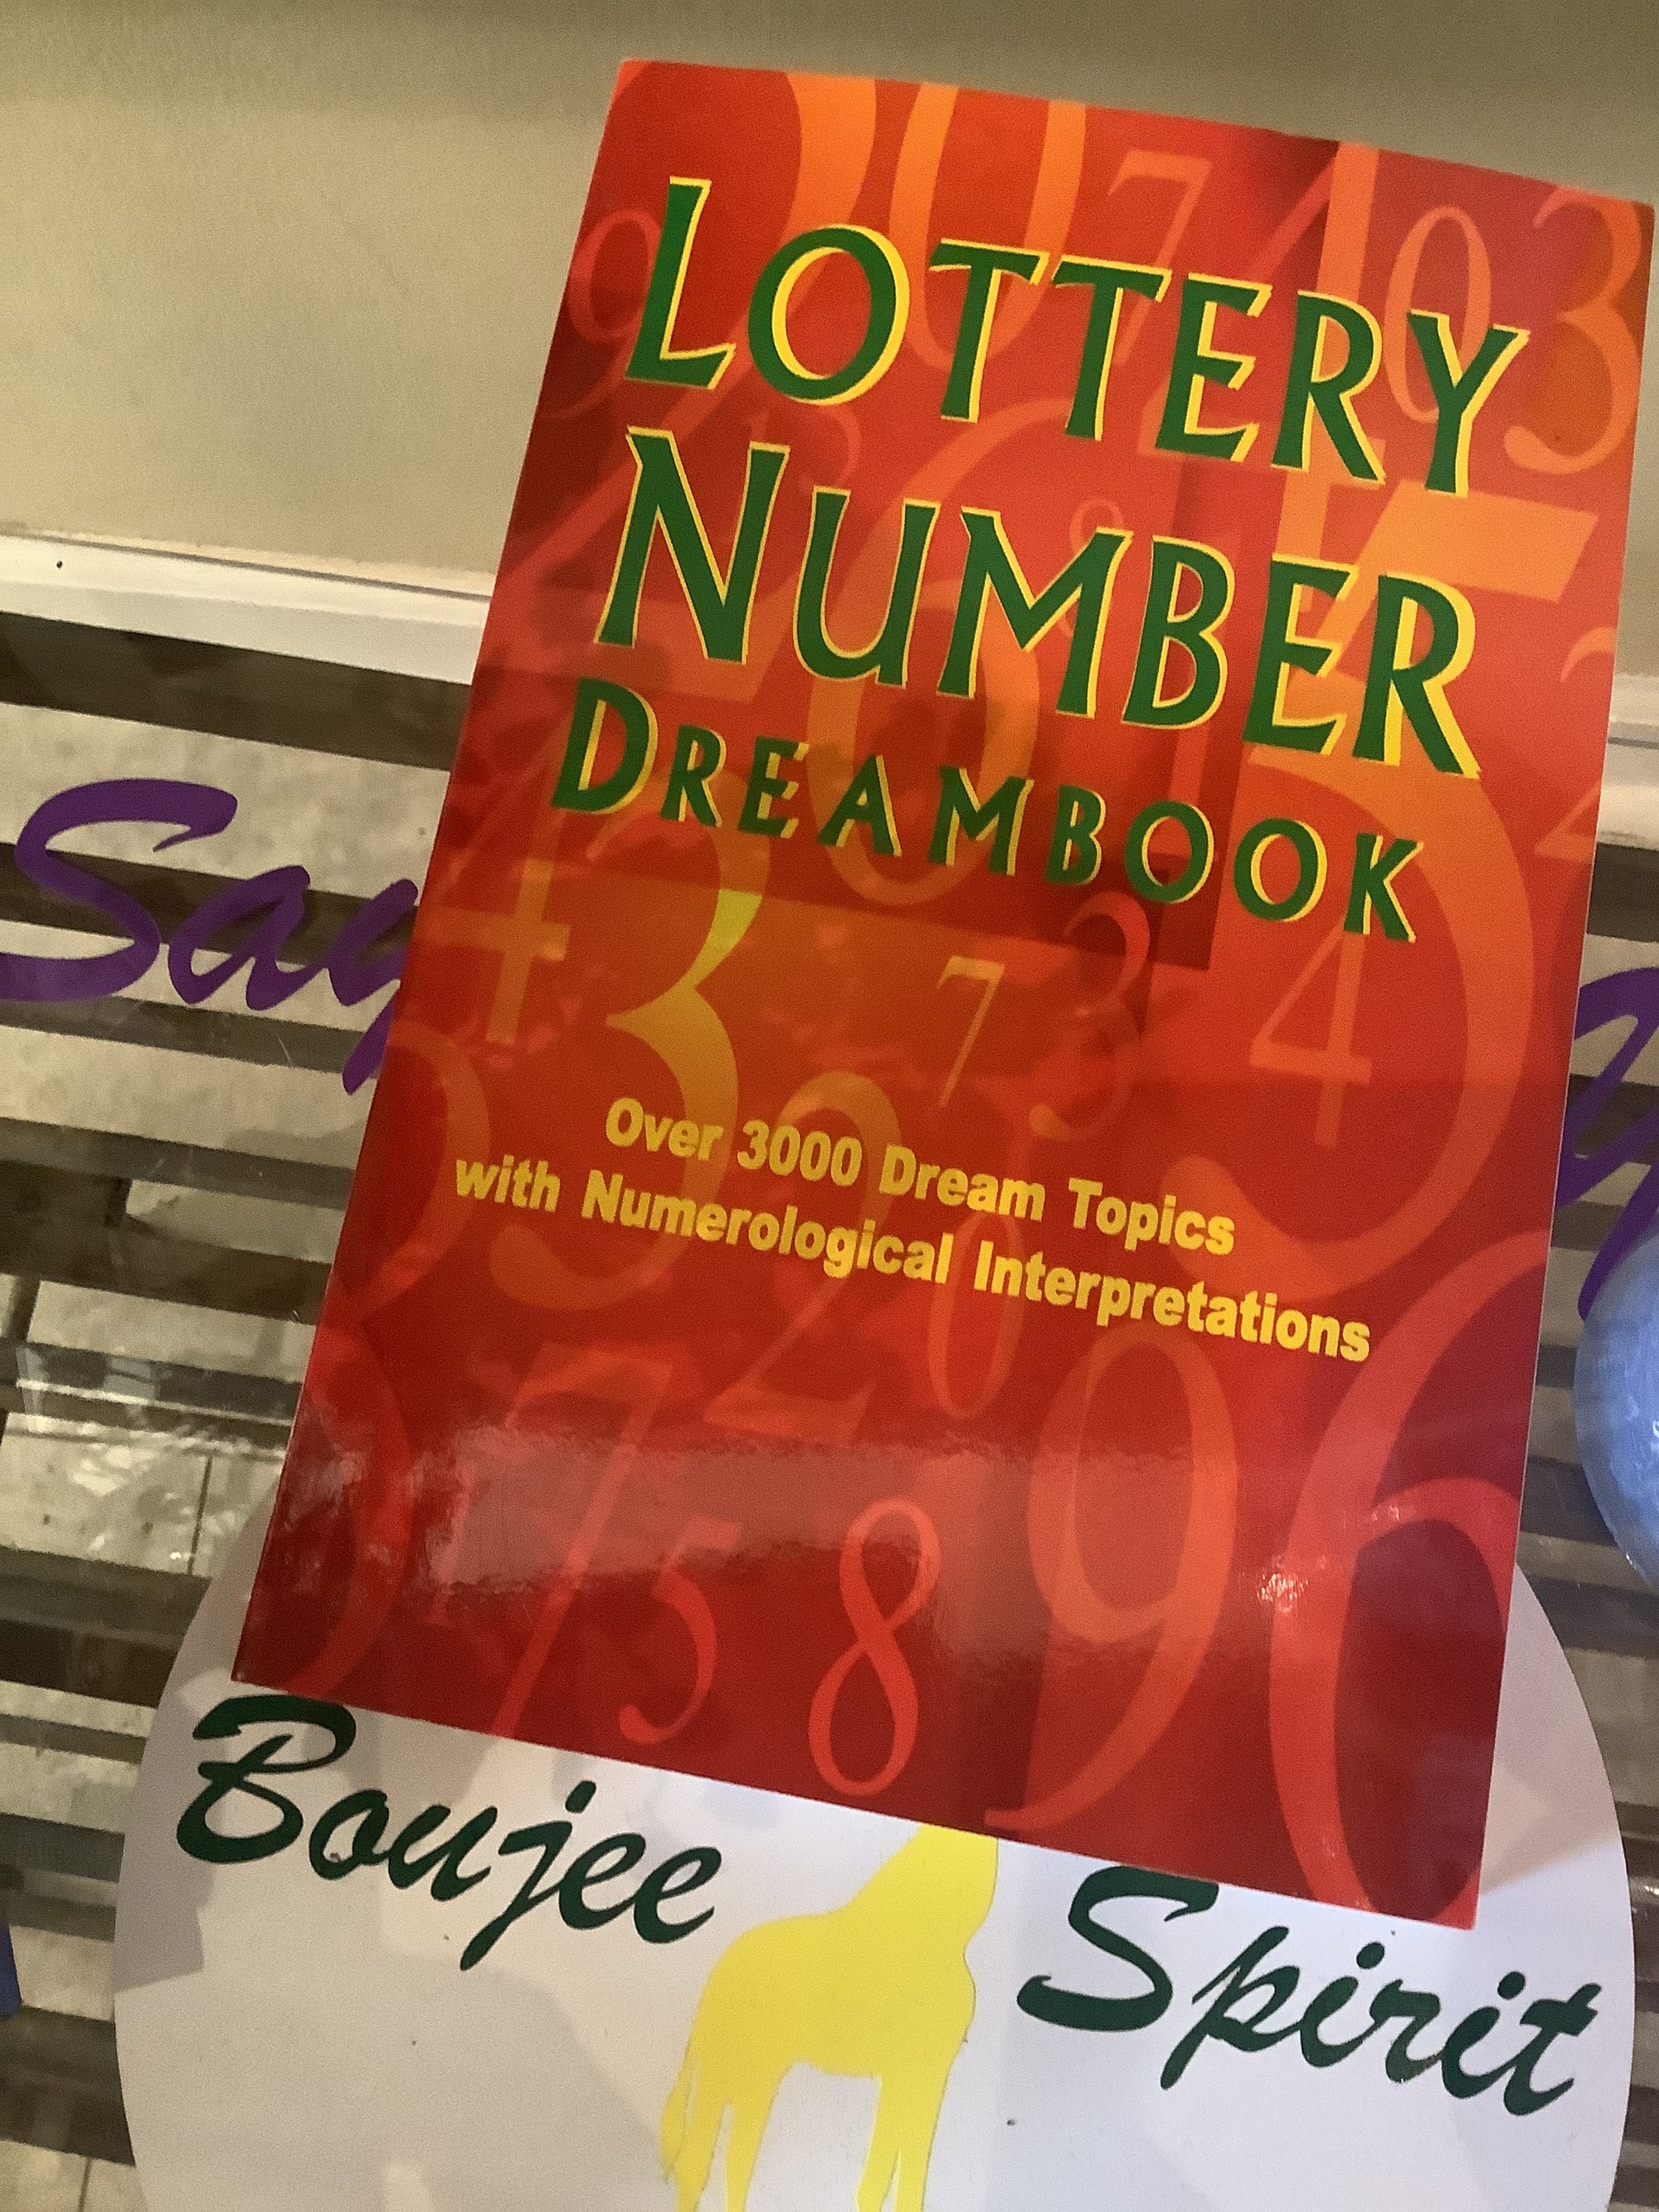 LOTTERY
NUMBER
DREAMBOOK
Over 3000 Dream Topics
with Numerological Interpretations
Boujee Spirit